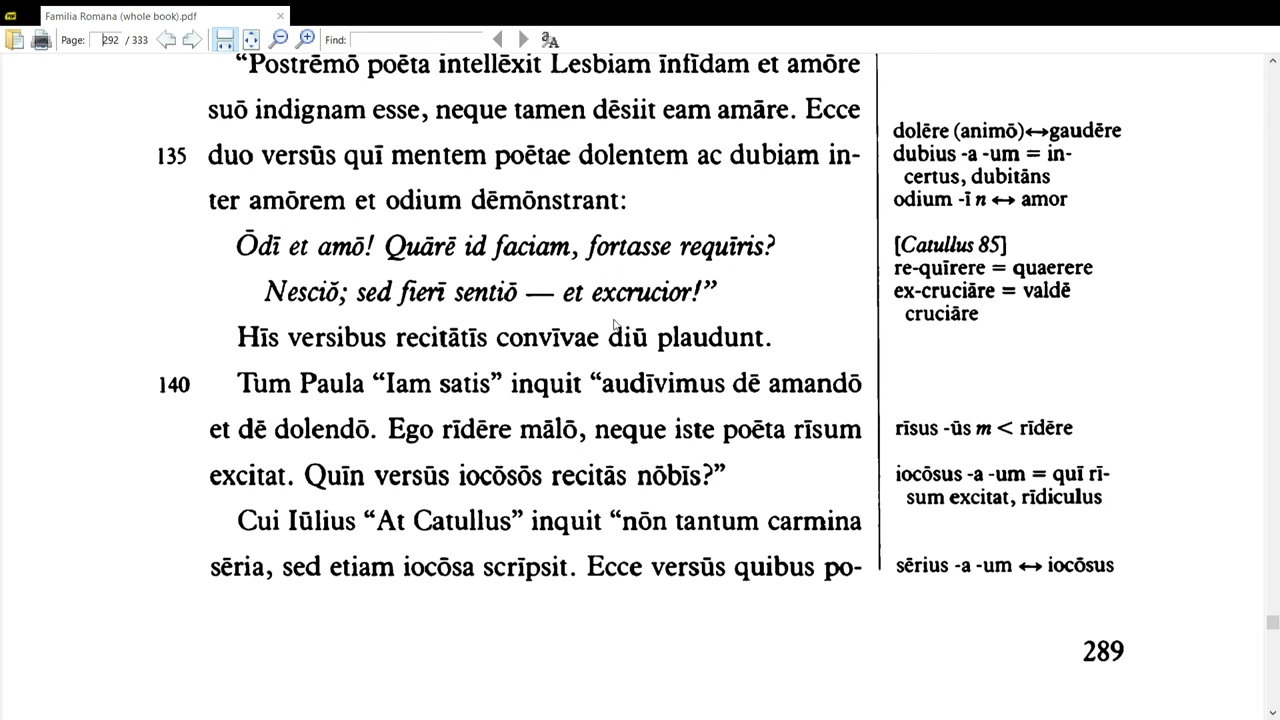 Familia Romana (whole book).pdf
Page: 292 / 333 Find:
“Postrēmō poēta intellēxit Lesbiam īnfīdam et amōre
suō indignam esse, neque tamen dēsiit eam amāre. Ecce
135 duo versūs quī mentem poētae dolentem ac dubiam in-
ter amōrem et odium dēmōnstrant:
Ōdī et amō! Quārē id faciam, fortasse requīris?
Nesciŏ; sed fierī sentiō — et excrucior!”
Hīs versibus recitātīs convīvae diū plaudunt.
140 Tum Paula “Iam satis” inquit “audīvimus dē amandō
et dē dolendō. Ego rīdēre mālō, neque iste poēta rīsum
excitat. Quīn versūs iocōsōs recitās nōbīs?”
Cui Iūlius “At Catullus” inquit “nōn tantum carmina
sēria, sed etiam iocōsa scrīpsit. Ecce versūs quibus po-
dolēre (animō)↔gaudēre
dubius -a -um = in-
certus, dubitāns
odium -ī n ↔ amor
[Catullus 85]
re-quīrere = quaerere
ex-cruciāre = valdē
cruciāre
rīsus -ūs m < rīdēre
iocōsus -a -um = quī rī-
sum excitat, rīdiculus
sērius -a -um ↔ iocōsus
289